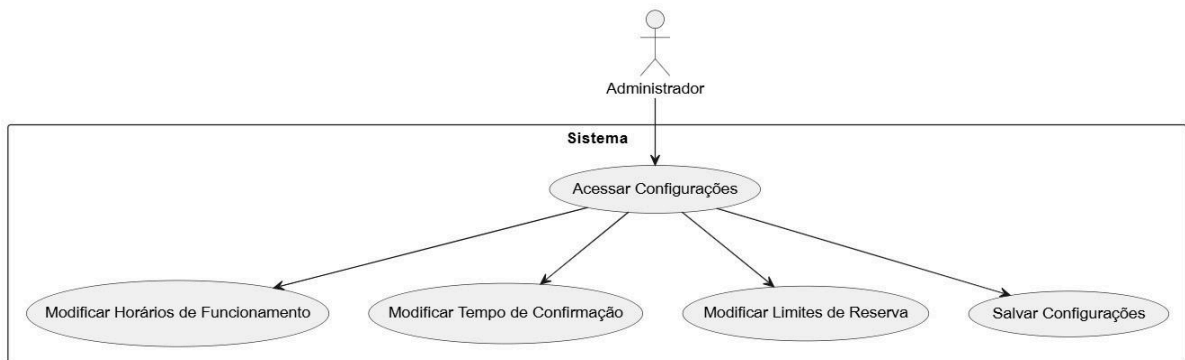 Administrador
Sistema
Acessar Configurações
Modificar Horários de Funcionamento
Modificar Tempo de Confirmação
Modificar Limites de Reserva
Salvar Configurações